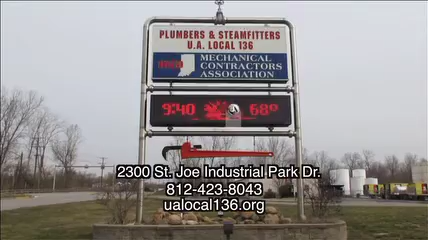 PLUMBERS & STEAMFITTERS
U.A. LOCAL 136
MECHANICAL
CONTRACTORS
ASSOCIATION
9:40 68°
2300 St. Joe Industrial Park Dr.
812-423-8043
ualocal136.org